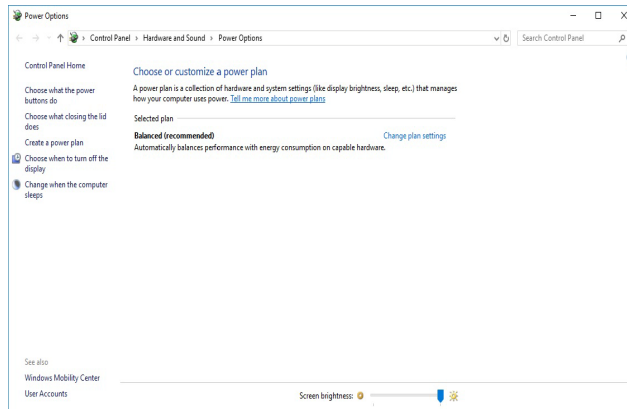 Power Options
Control Panel › Hardware and Sound › Power Options
Search Control Panel
Control Panel Home
Choose what the power
buttons do
Choose what closing the lid
does
Create a power plan
Choose when to turn off the
display
Change when the computer
sleeps
Choose or customize a power plan
A power plan is a collection of hardware and system settings (like display brightness, sleep, etc.) that manages
how your computer uses power. Tell me more about power plans
Selected plan
Balanced (recommended) Change plan settings
Automatically balances performance with energy consumption on capable hardware.
See also
Windows Mobility Center
User Accounts
Screen brightness: